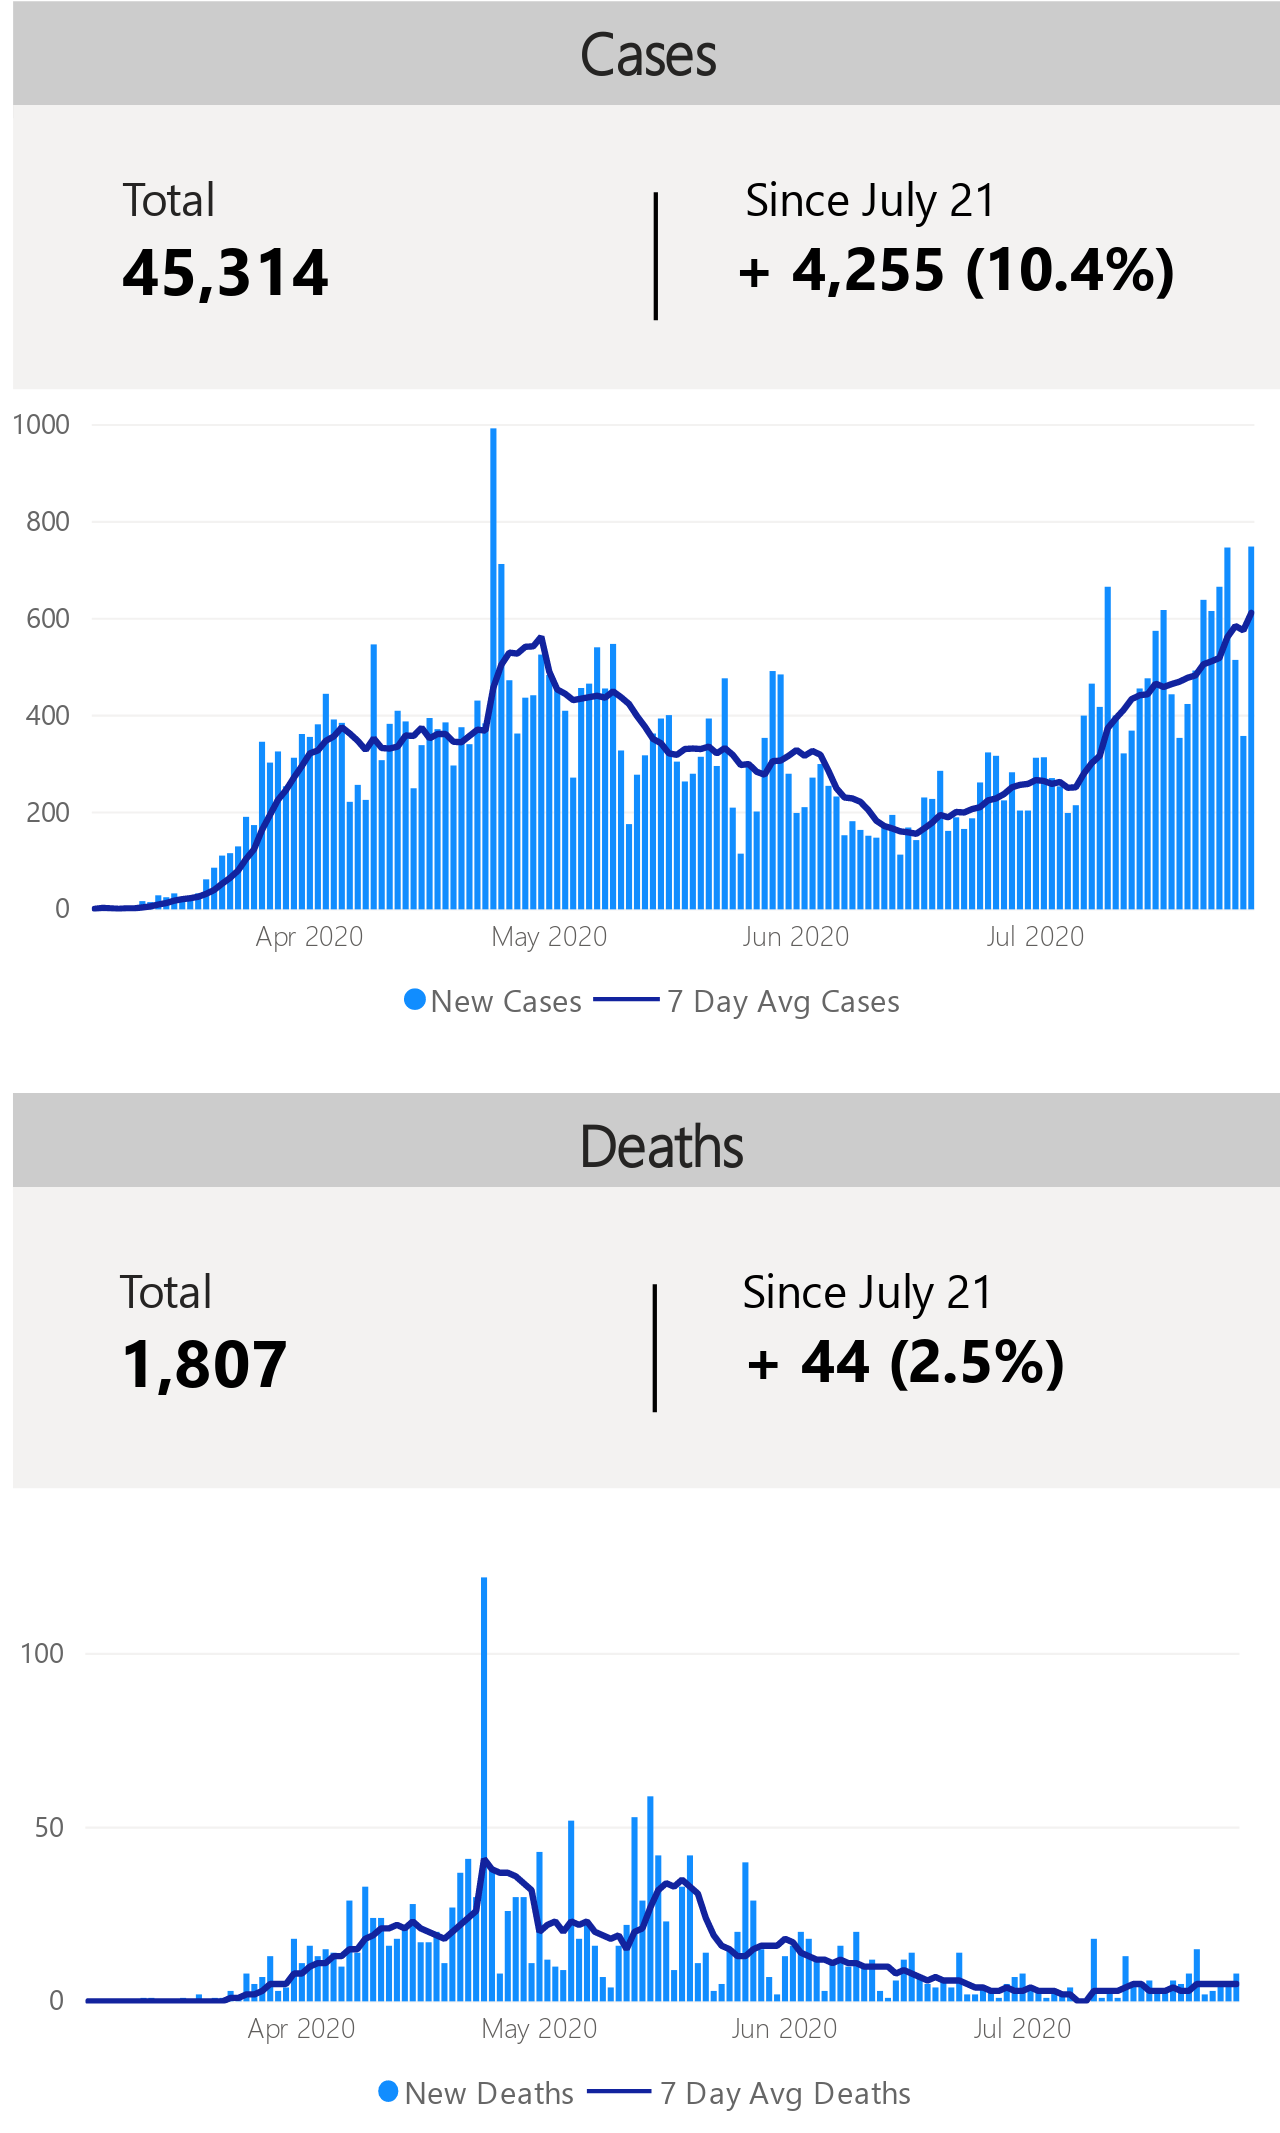 Cases
Total
Since July 21
45,314
+ 4,255 (10.4%)
1000
800
600
400
200
0
Apr 2020
May 2020
Jun 2020
Jul 2020
New Cases
7 Day Avg Cases
Deaths
Total
Since July 21
1,807
+ 44 (2.5%)
100
50
0
Apr 2020
May 2020
Jun 2020
Jul 2020
New Deaths
7 Day Avg Deaths